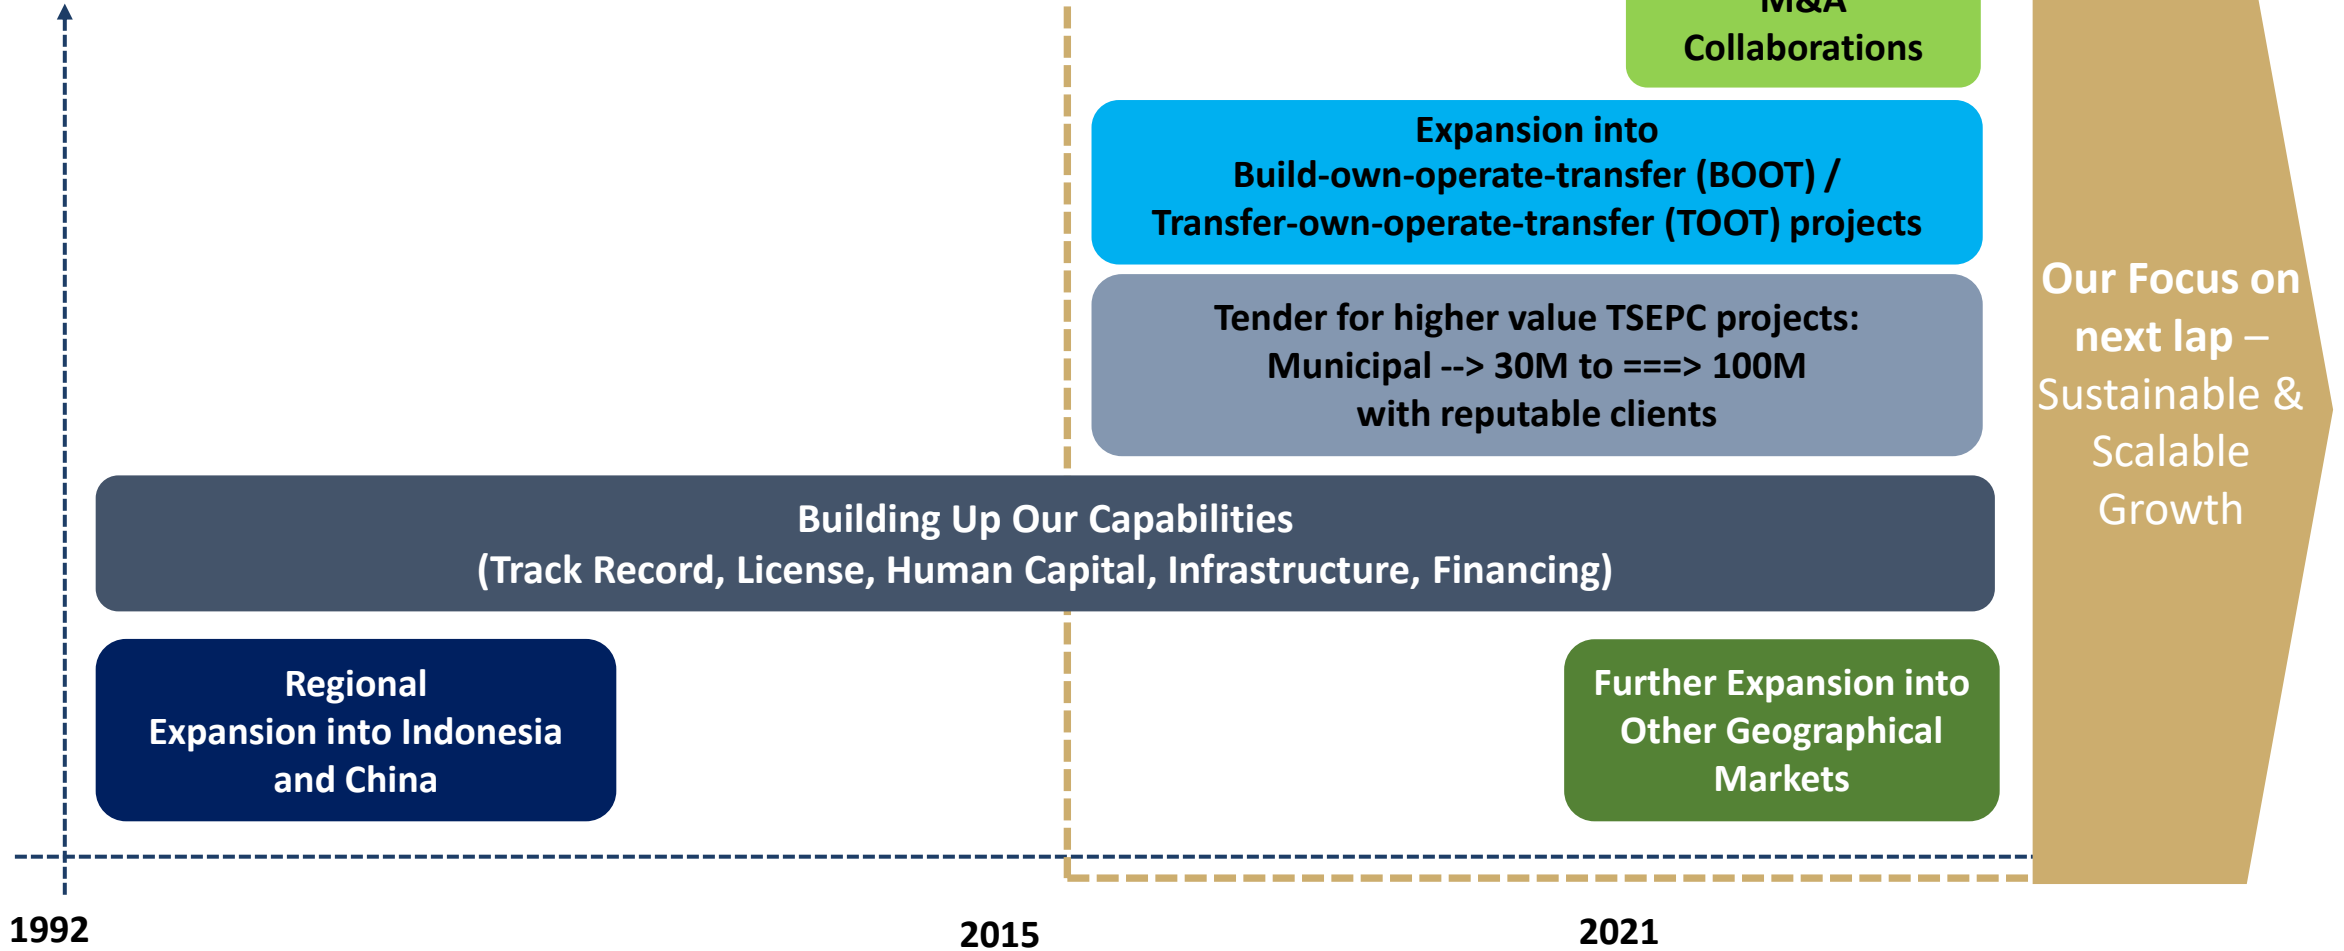 M&A
Collaborations
Expansion into
Build-own-operate-transfer (BOOT) /
Transfer-own-operate-transfer (TOOT) projects
Tender for higher value TSEPC projects:
Municipal --> 30M to ===> 100M
with reputable clients
Building Up Our Capabilities
(Track Record, License, Human Capital, Infrastructure, Financing)
Regional
Expansion into Indonesia
and China
Further Expansion into
Other Geographical
Markets
Our Focus on
next lap –
Sustainable &
Scalable
Growth
1992
2015
2021